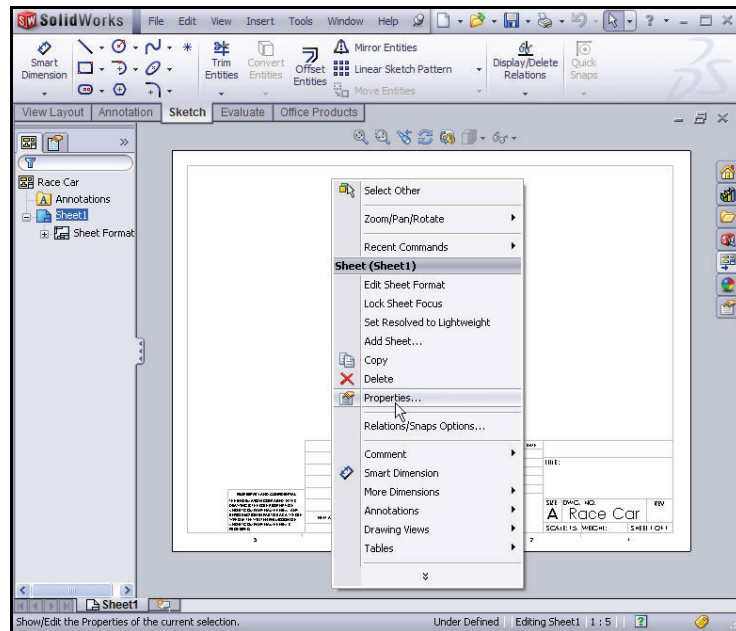 SolidWorks File Edit View Insert Tools Window Help
Smart Dimension
Trim Entities
Convert Entities
Offset Entities
Mirror Entities
Linear Sketch Pattern
Move Entities
Display/Delete Relations
Quick Snaps
View Layout Annotation Sketch Evaluate Office Products
Race Car
Annotations
Sheet1
Sheet Format
Select Other
Zoom/Pan/Rotate
Recent Commands
Sheet (Sheet1)
Edit Sheet Format
Lock Sheet Focus
Set Resolved to Lightweight
Add Sheet...
Copy
Delete
Properties...
Relations/Snaps Options...
Comment
Smart Dimension
More Dimensions
Annotations
Drawing Views
Tables
TITLE:
SIZE DWG. NO. REV
A Race Car
SCALE: 1:5 WEIGHT: SHEET 1 OF 1
3 2 1
Sheet1
Show/Edit the Properties of the current selection. Under Defined Editing Sheet1 1 : 5